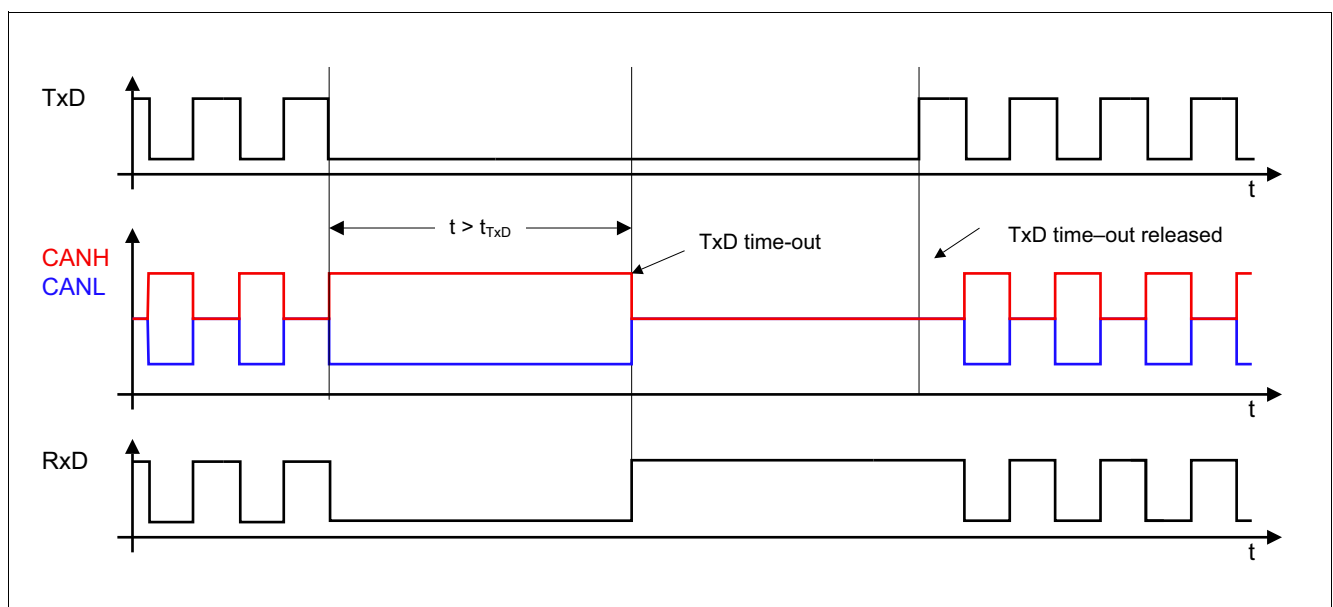 TxD
t
t > tTxD
TxD time-out
TxD time–out released
CANH
CANL
t
RxD
t